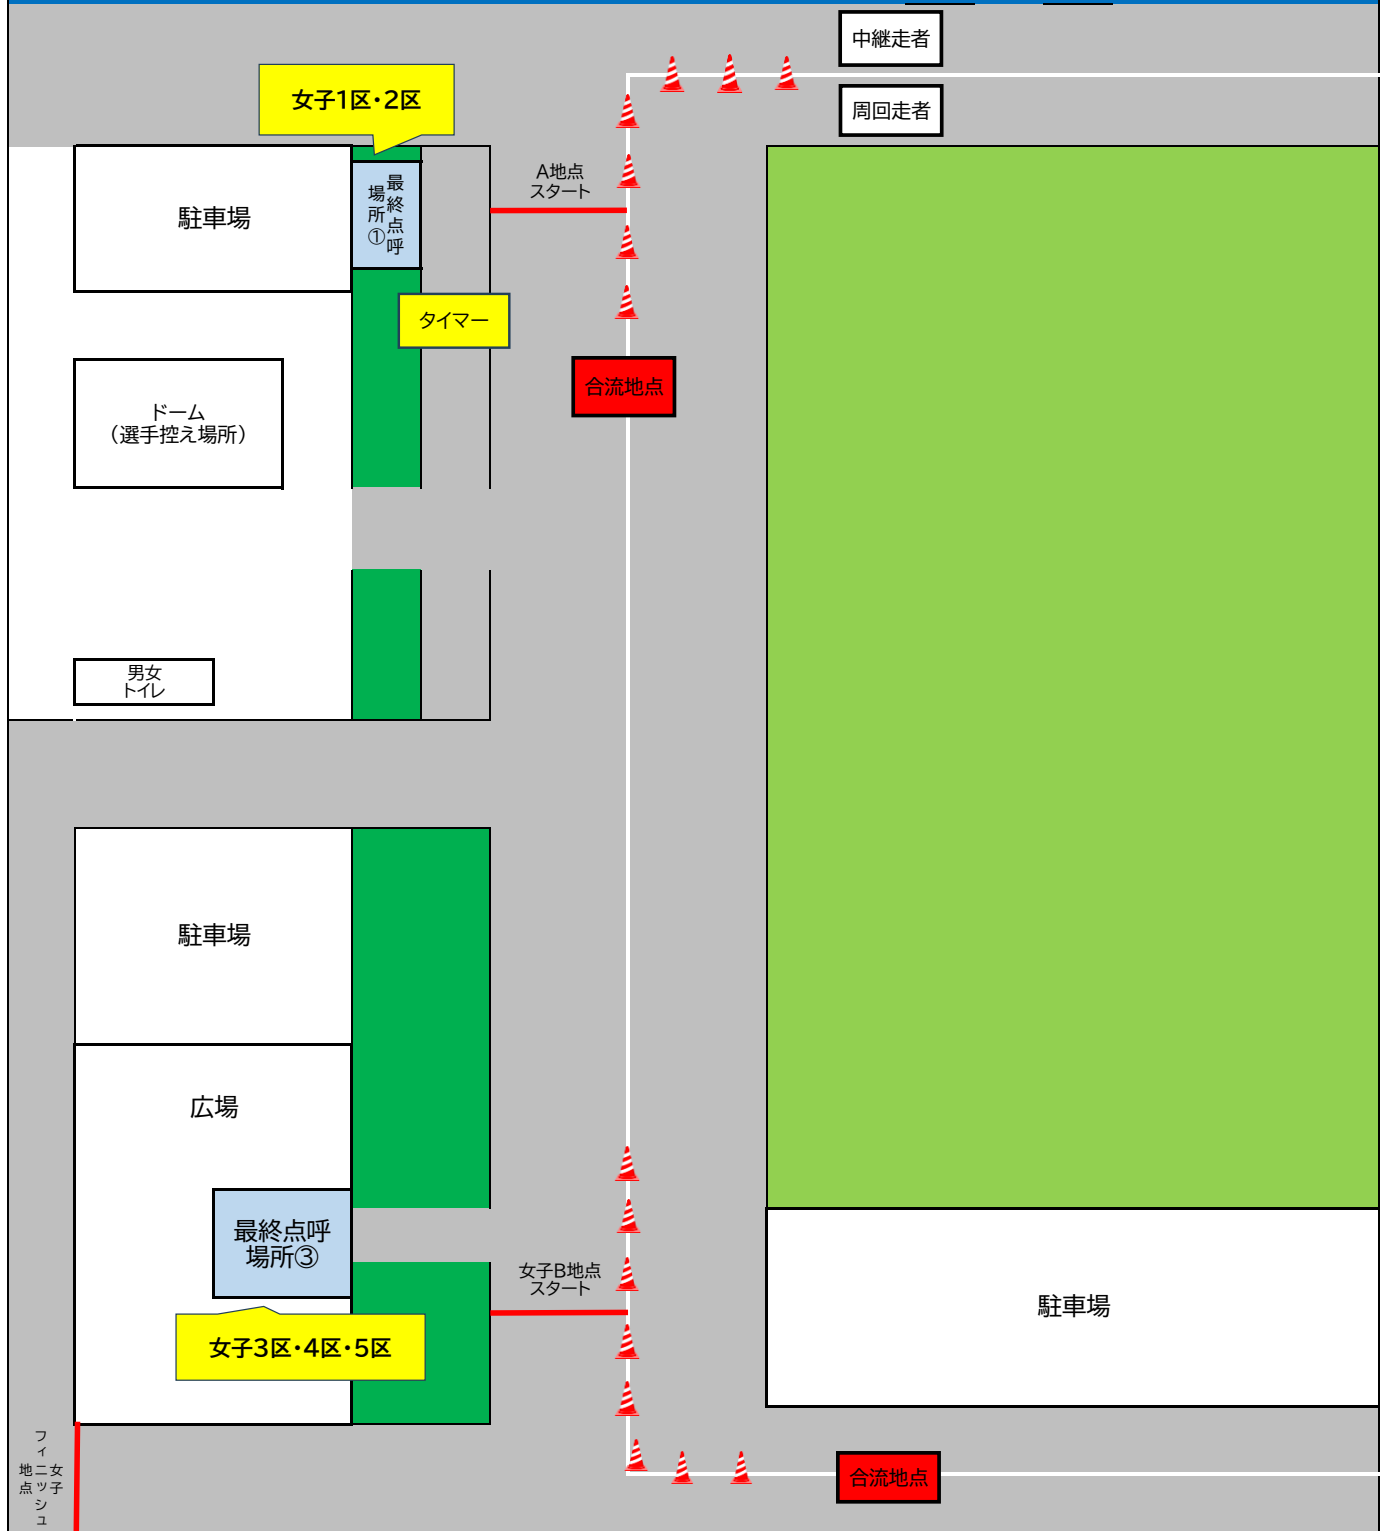 中継走者
周回走者
女子1区・2区
最終点呼
場所①
A地点
スタート
駐車場
タイマー
合流地点
ドーム
（選手控え場所）
男女
トイレ
駐車場
広場
最終点呼
場所③
女子B地点
スタート
駐車場
女子3区・4区・5区
女子
フィニッシュ
地点
合流地点